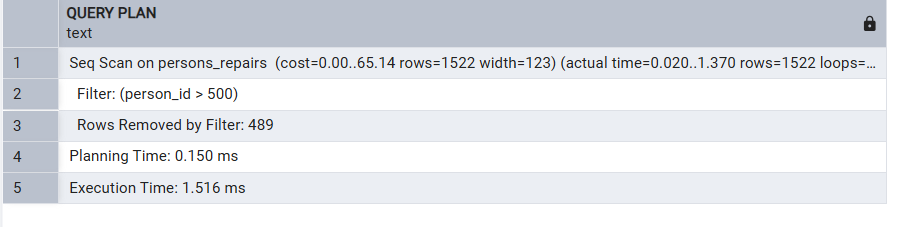 QUERY PLAN
text
1 Seq Scan on persons_repairs (cost=0.00..65.14 rows=1522 width=123) (actual time=0.020..1.370 rows=1522 loops=...
2 Filter: (person_id > 500)
3 Rows Removed by Filter: 489
4 Planning Time: 0.150 ms
5 Execution Time: 1.516 ms